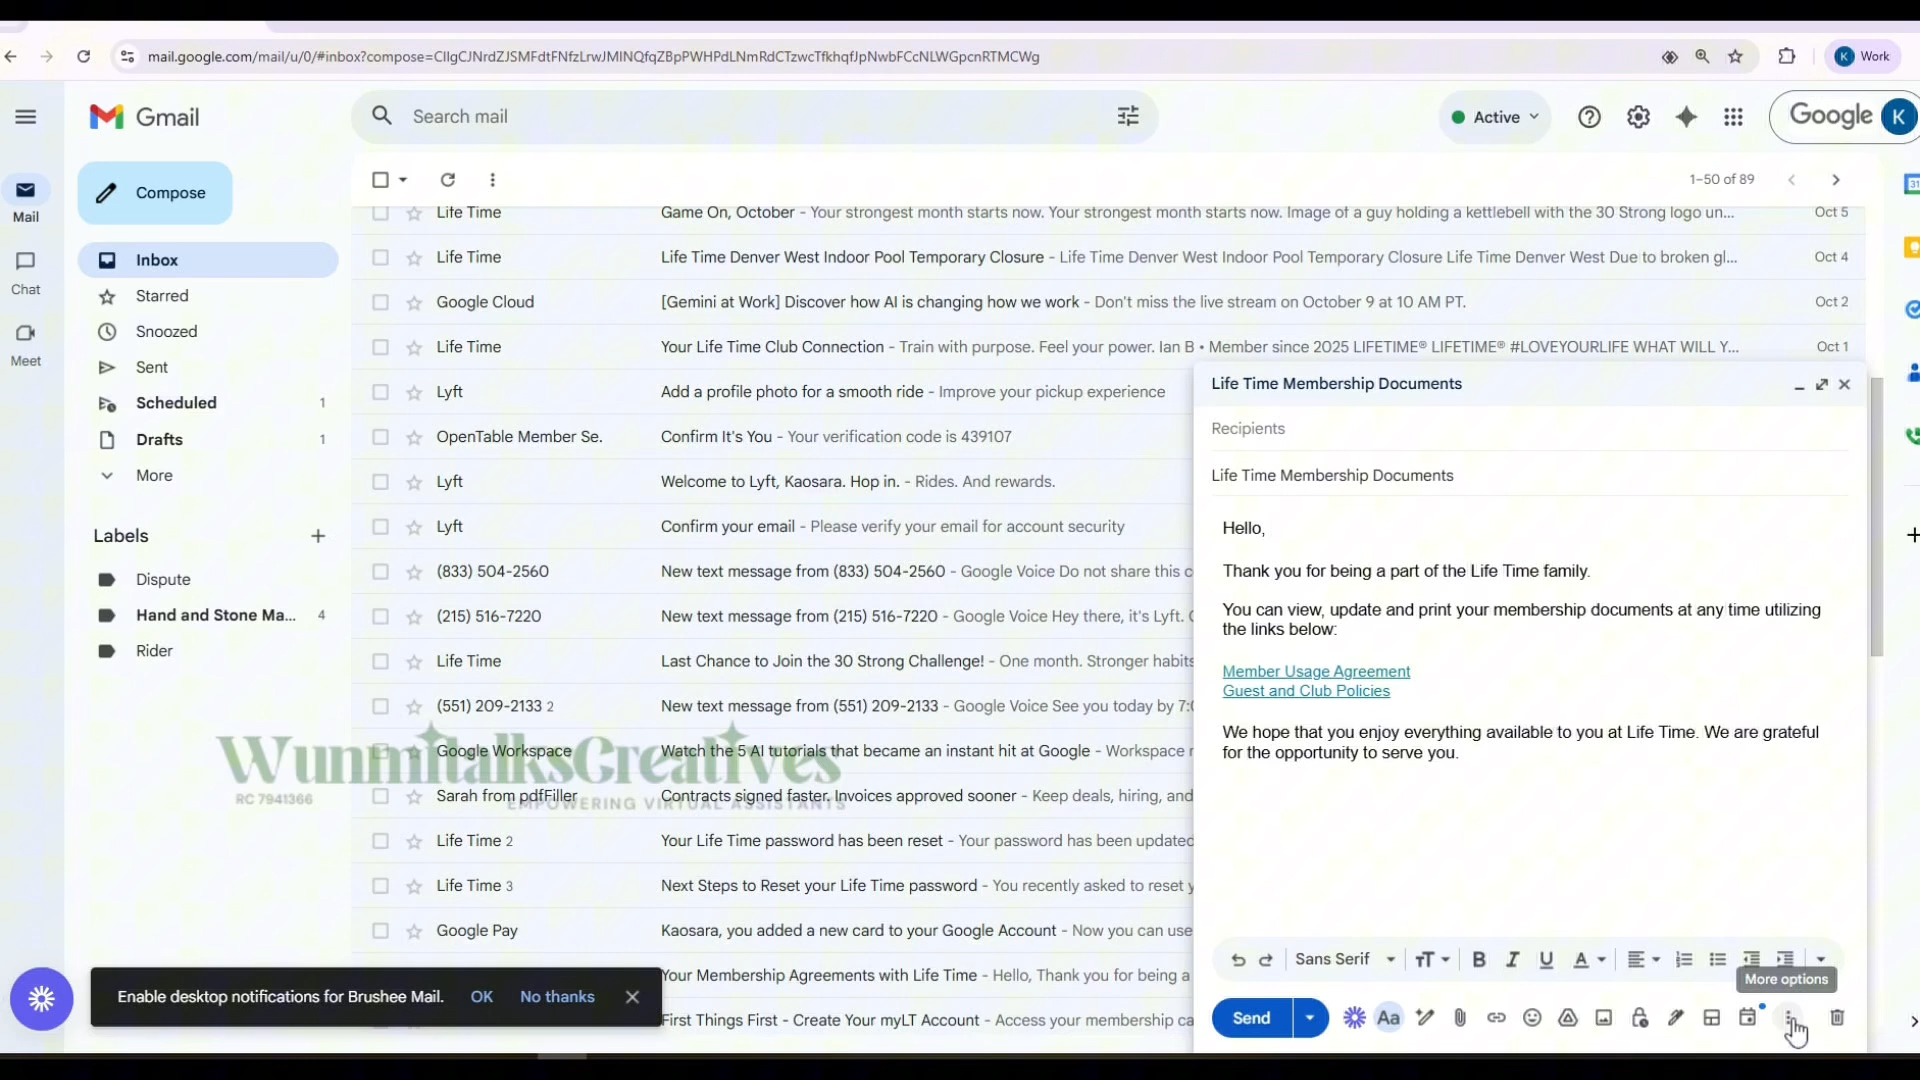 mail.google.com/mail/u/0/#inbox?compose=CllgCJNrdZJSMFdtFNfzLrwJMlNQfqZBpPWHPdLNmRdCTzwcTfkhqfJpNwbFCcNLWGpcnRTMCWg
K Work
Gmail
Search mail
Active
Google K
Compose
1–50 of 89
Mail
Chat
Meet
Inbox
Starred
Snoozed
Sent
Scheduled 1
Drafts 1
More
Labels +
Dispute
Hand and Stone Ma... 4
Rider
Life Time Game On, October - Your strongest month starts now. Your strongest month starts now. Image of a guy holding a kettlebell with the 30 Strong logo un... Oct 5
Life Time Life Time Denver West Indoor Pool Temporary Closure - Life Time Denver West Indoor Pool Temporary Closure Life Time Denver West Due to broken gl... Oct 4
Google Cloud [Gemini at Work] Discover how AI is changing how we work - Don't miss the live stream on October 9 at 10 AM PT. Oct 2
Life Time Your Life Time Club Connection - Train with purpose. Feel your power. Ian B • Member since 2025 LIFETIME® LIFETIME® #LOVEYOURLIFE WHAT WILL Y... Oct 1
Lyft Add a profile photo for a smooth ride - Improve your pickup experience
OpenTable Member Se. Confirm It's You - Your verification code is 439107
Lyft Welcome to Lyft, Kaosara. Hop in. - Rides. And rewards.
Lyft Confirm your email - Please verify your email for account security
(833) 504-2560 New text message from (833) 504-2560 - Google Voice Do not share this c
(215) 516-7220 New text message from (215) 516-7220 - Google Voice Hey there, it's Lyft.
Life Time Last Chance to Join the 30 Strong Challenge! - One month. Stronger habits
(551) 209-2133 2 New text message from (551) 209-2133 - Google Voice See you today by 7:
Google Workspace Watch the 5 AI tutorials that became an instant hit at Google - Workspace
Sarah from pdfFiller Contracts signed faster. Invoices approved sooner - Keep deals, hiring, and
Life Time 2 Your Life Time password has been reset - Your password has been updated
Life Time 3 Next Steps to Reset your Life Time password - You recently asked to reset y
Google Pay Kaosara, you added a new card to your Google Account - Now you can use
Your Membership Agreements with Life Time - Hello, Thank you for being a
First Things First - Create Your myLT Account - Access your membership ca
WunmitalksCreatives
RC 7941366
EMPOWERING VIRTUAL ASSISTANTS
Enable desktop notifications for Brushee Mail. OK No thanks
Life Time Membership Documents
Recipients
Life Time Membership Documents
Hello,
Thank you for being a part of the Life Time family.
You can view, update and print your membership documents at any time utilizing
the links below:
Member Usage Agreement
Guest and Club Policies
We hope that you enjoy everything available to you at Life Time. We are grateful
for the opportunity to serve you.
Sans Serif
More options
Send